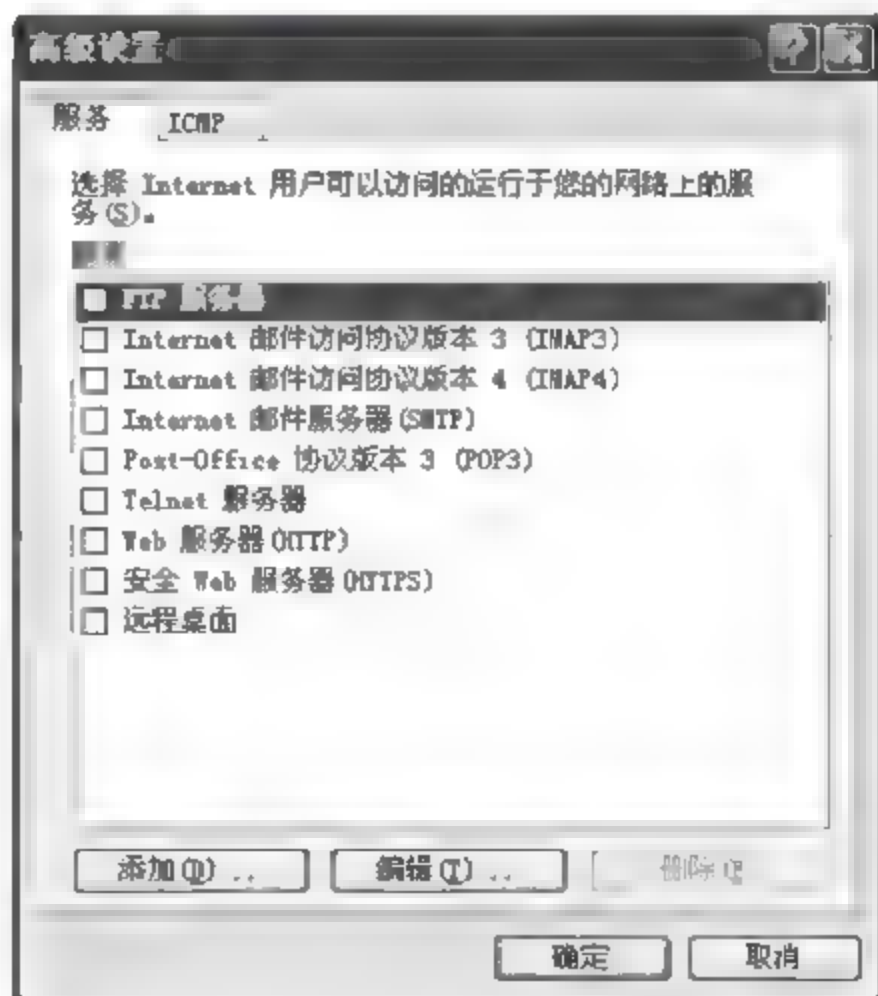 高级设置
服务
ICMP
选择 Internet 用户可以访问的运行于您的网络上的服
务(S)。
FTP 服务器
Internet 邮件访问协议版本 3 (IMAP3)
Internet 邮件访问协议版本 4 (IMAP4)
Internet 邮件服务器(SMTP)
Post-Office 协议版本 3 (POP3)
Telnet 服务器
Web 服务器(HTTP)
安全 Web 服务器(HTTPS)
远程桌面
添加(D)...
编辑(T)...
删除
确定
取消